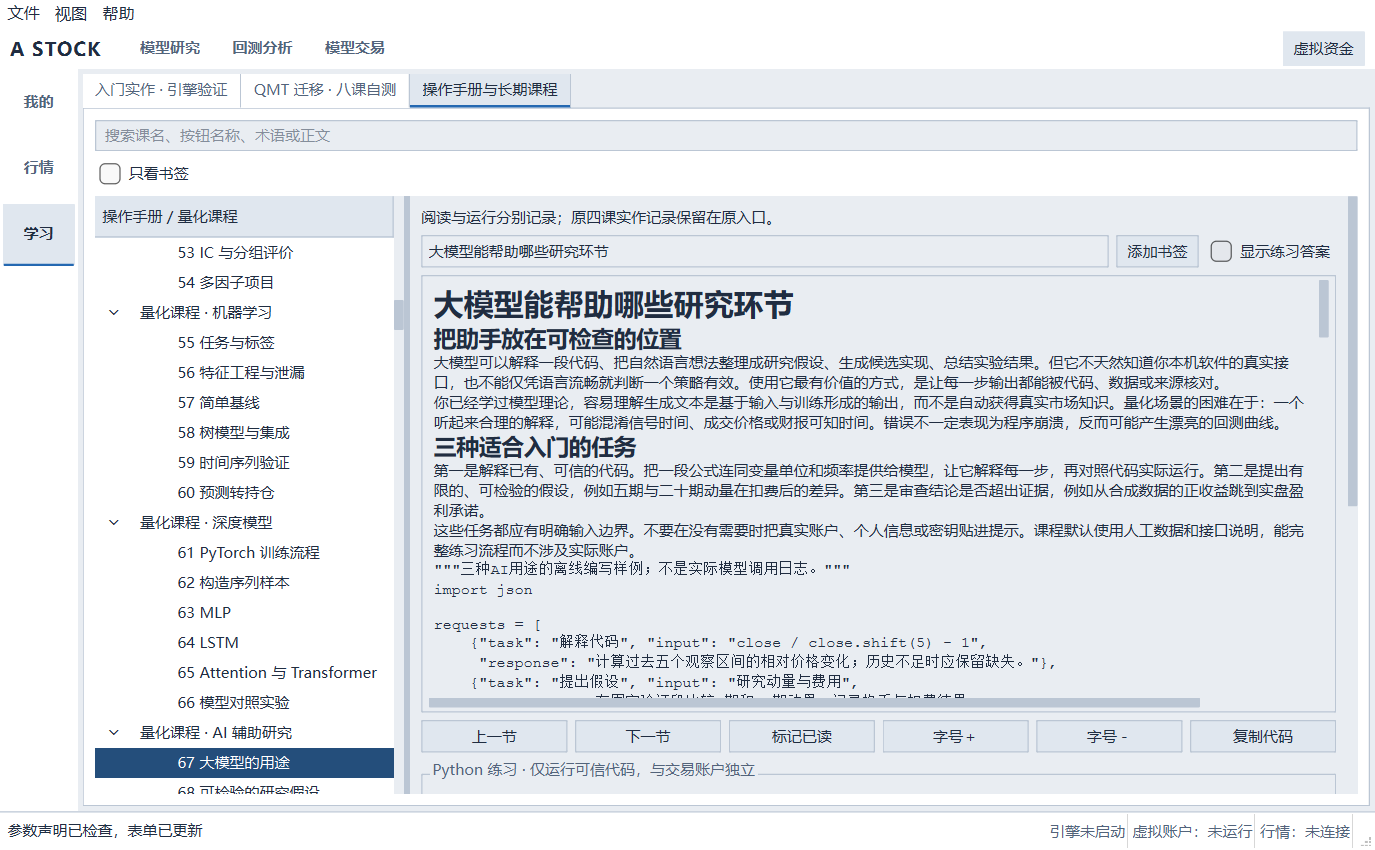 文件 视图 帮助
A STOCK 模型研究 回测分析 模型交易 虚拟资金
我的
行情
学习
入门实作 · 引擎验证 QMT 迁移 · 八课自测 操作手册与长期课程
搜索课名、按钮名称、术语或正文
只看书签
操作手册 / 量化课程
53 IC 与分组评价
54 多因子项目
量化课程 · 机器学习
55 任务与标签
56 特征工程与泄漏
57 简单基线
58 树模型与集成
59 时间序列验证
60 预测转持仓
量化课程 · 深度模型
61 PyTorch 训练流程
62 构造序列样本
63 MLP
64 LSTM
65 Attention 与 Transformer
66 模型对照实验
量化课程 · AI 辅助研究
67 大模型的用途
68 可检验的研究假设
阅读与运行分别记录；原四课实作记录保留在原入口。
大模型能帮助哪些研究环节 添加书签 显示练习答案
大模型能帮助哪些研究环节
把助手放在可检查的位置
大模型可以解释一段代码、把自然语言想法整理成研究假设、生成候选实现、总结实验结果。但它不天然知道你本机软件的真实接
口，也不能仅凭语言流畅就判断一个策略有效。使用它最有价值的方式，是让每一步输出都能被代码、数据或来源核对。
你已经学过模型理论，容易理解生成文本是基于输入与训练形成的输出，而不是自动获得真实市场知识。量化场景的困难在于：一个
听起来合理的解释，可能混淆信号时间、成交价格或财报可知时间。错误不一定表现为程序崩溃，反而可能产生漂亮的回测曲线。
三种适合入门的任务
第一是解释已有、可信的代码。把一段公式连同变量单位和频率提供给模型，让它解释每一步，再对照代码实际运行。第二是提出有
限的、可检验的假设，例如五期与二十期动量在扣费后的差异。第三是审查结论是否超出证据，例如从合成数据的正收益跳到实盘盈
利承诺。
这些任务都应有明确输入边界。不要在没有需要时把真实账户、个人信息或密钥贴进提示。课程默认使用人工数据和接口说明，能完
整练习流程而不涉及实际账户。
"""三种AI用途的离线编写样例；不是实际模型调用日志。"""
import json
requests = [
{"task": "解释代码", "input": "close / close.shift(5) - 1",
"response": "计算过去五个观察区间的相对价格变化；历史不足时应保留缺失。"},
{"task": "提出假设", "input": "研究动量与费用",
上一节 下一节 标记已读 字号 + 字号 - 复制代码
Python 练习 · 仅运行可信代码，与交易账户独立
参数声明已检查，表单已更新 引擎未启动 虚拟账户：未运行 行情：未连接